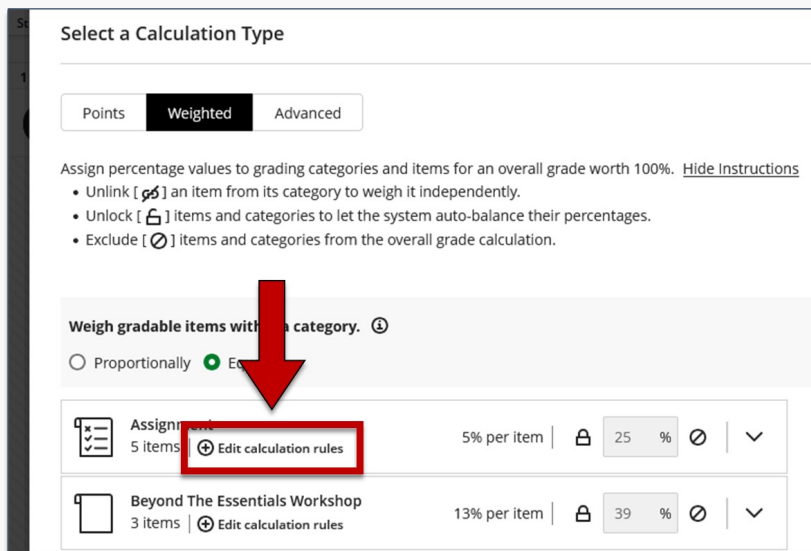 St
Select a Calculation Type
1
Points Weighted Advanced
Assign percentage values to grading categories and items for an overall grade worth 100%. Hide Instructions
• Unlink [ ] an item from its category to weigh it independently.
• Unlock [ ] items and categories to let the system auto-balance their percentages.
• Exclude [ ] items and categories from the overall grade calculation.
Weigh gradable items category.
Proportionally
Assignment 5% per item 25 %
5 items | Edit calculation rules
Beyond The Essentials Workshop 13% per item 39 %
3 items | Edit calculation rules